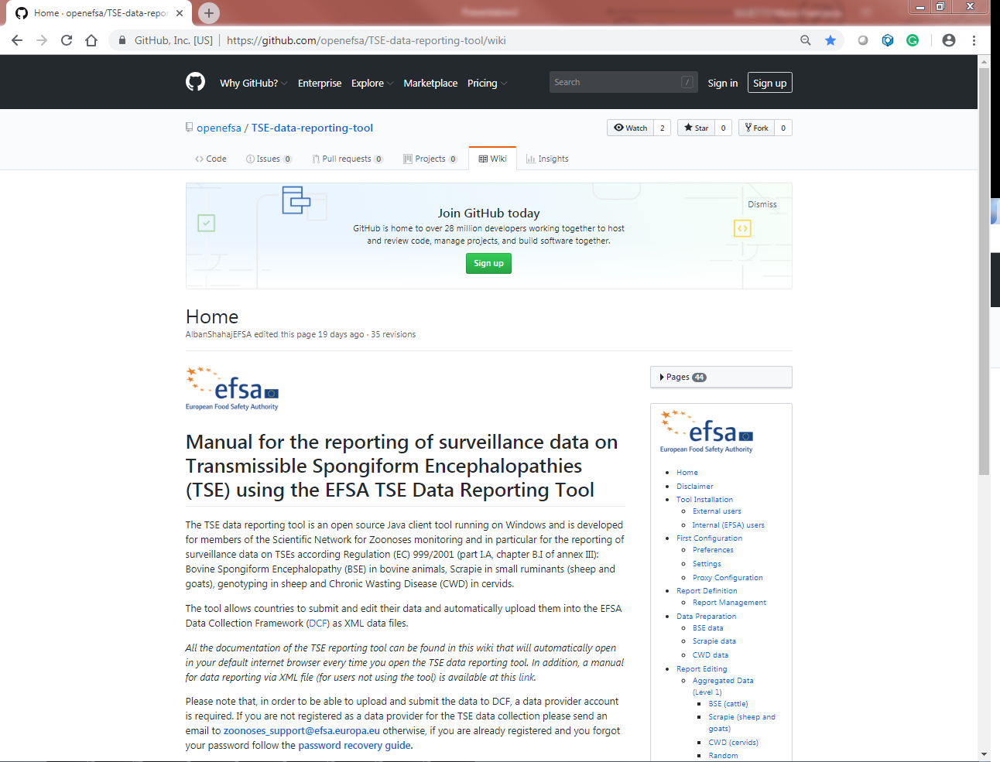 Home · openefsa/TSE-data-repor
GitHub, Inc. [US] | https://github.com/openefsa/TSE-data-reporting-tool/wiki
Why GitHub? Enterprise Explore Marketplace Pricing Search / Sign in Sign up
openefsa / TSE-data-reporting-tool Watch 2 Star 0 Fork 0
Code Issues 0 Pull requests 0 Projects 0 Wiki Insights
Dismiss
Join GitHub today
GitHub is home to over 28 million developers working together to host
and review code, manage projects, and build software together.
Sign up
Home
AlbanShahajEFSA edited this page 19 days ago · 35 revisions
efsa
European Food Safety Authority
Manual for the reporting of surveillance data on
Transmissible Spongiform Encephalopathies
(TSE) using the EFSA TSE Data Reporting Tool
The TSE data reporting tool is an open source Java client tool running on Windows and is developed
for members of the Scientific Network for Zoonoses monitoring and in particular for the reporting of
surveillance data on TSEs according Regulation (EC) 999/2001 (part I.A, chapter B.I of annex III):
Bovine Spongiform Encephalopathy (BSE) in bovine animals, Scrapie in small ruminants (sheep and
goats), genotyping in sheep and Chronic Wasting Disease (CWD) in cervids.
The tool allows countries to submit and edit their data and automatically upload them into the EFSA
Data Collection Framework (DCF) as XML data files.
All the documentation of the TSE reporting tool can be found in this wiki that will automatically open
in your default internet browser every time you open the TSE data reporting tool. In addition, a manual
for data reporting via XML file (for users not using the tool) is available at this link.
Please note that, in order to be able to upload and submit the data to DCF, a data provider account
is required. If you are not registered as a data provider for the TSE data collection please send an
email to zoonoses_support@efsa.europa.eu otherwise, if you are already registered and you forgot
your password follow the password recovery guide.
Pages 44
efsa
European Food Safety Authority
Home
Disclaimer
Tool Installation
External users
Internal (EFSA) users
First Configuration
Preferences
Settings
Proxy Configuration
Report Definition
Report Management
Data Preparation
BSE data
Scrapie data
CWD data
Report Editing
Aggregated Data
(Level 1)
BSE (cattle)
Scrapie (sheep and
goats)
CWD (cervids)
Random